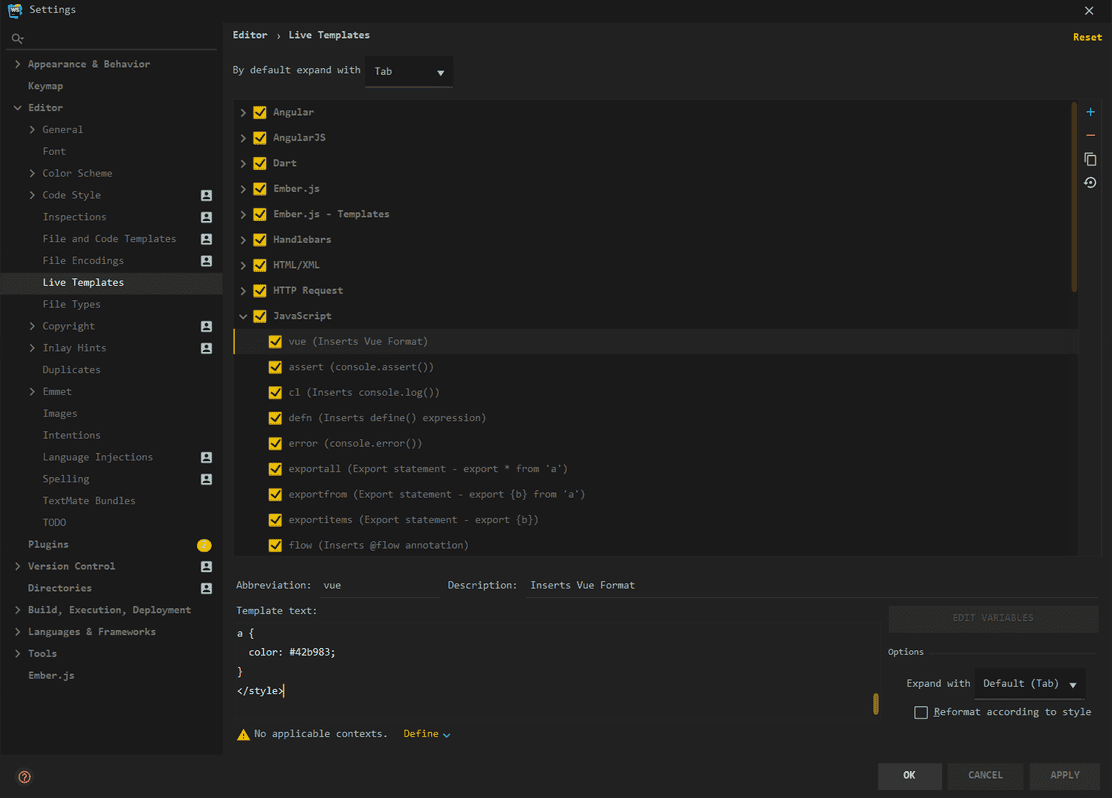 WS Settings
Editor › Live Templates
Reset
By default expand with Tab
Appearance & Behavior
Keymap
Editor
General
Font
Color Scheme
Code Style
Inspections
File and Code Templates
File Encodings
Live Templates
File Types
Copyright
Inlay Hints
Duplicates
Emmet
Images
Intentions
Language Injections
Spelling
TextMate Bundles
TODO
Plugins
Version Control
Directories
Build, Execution, Deployment
Languages & Frameworks
Tools
Ember.js
Angular
AngularJS
Dart
Ember.js
Ember.js - Templates
Handlebars
HTML/XML
HTTP Request
JavaScript
vue (Inserts Vue Format)
assert (console.assert())
cl (Inserts console.log())
defn (Inserts define() expression)
error (console.error())
exportall (Export statement - export * from 'a')
exportfrom (Export statement - export {b} from 'a')
exportitems (Export statement - export {b})
flow (Inserts @flow annotation)
Abbreviation: vue Description: Inserts Vue Format
Template text:
a {
color: #42b983;
}
</style>
EDIT VARIABLES
Options
Expand with Default (Tab)
Reformat according to style
No applicable contexts. Define
?
OK CANCEL APPLY